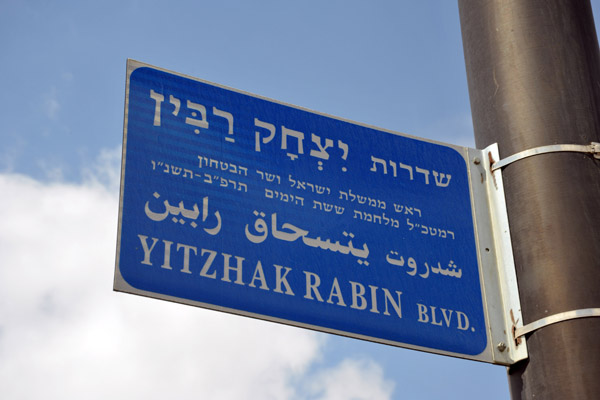 שדרות יִצְחָק רַבִּין
ראש ממשלת ישראל ושר הבטחון
רמטכ"ל מלחמת ששת הימים תרפ"ב-תשנ"ו
شدروت يتسحاق رابين
YITZHAK RABIN BLVD.